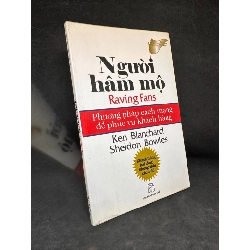 Người
hâm mộ
Raving Fans
Phương pháp cách mạng
để phục vụ khách hàng
Ken Blanchard
Sheldon Bowles